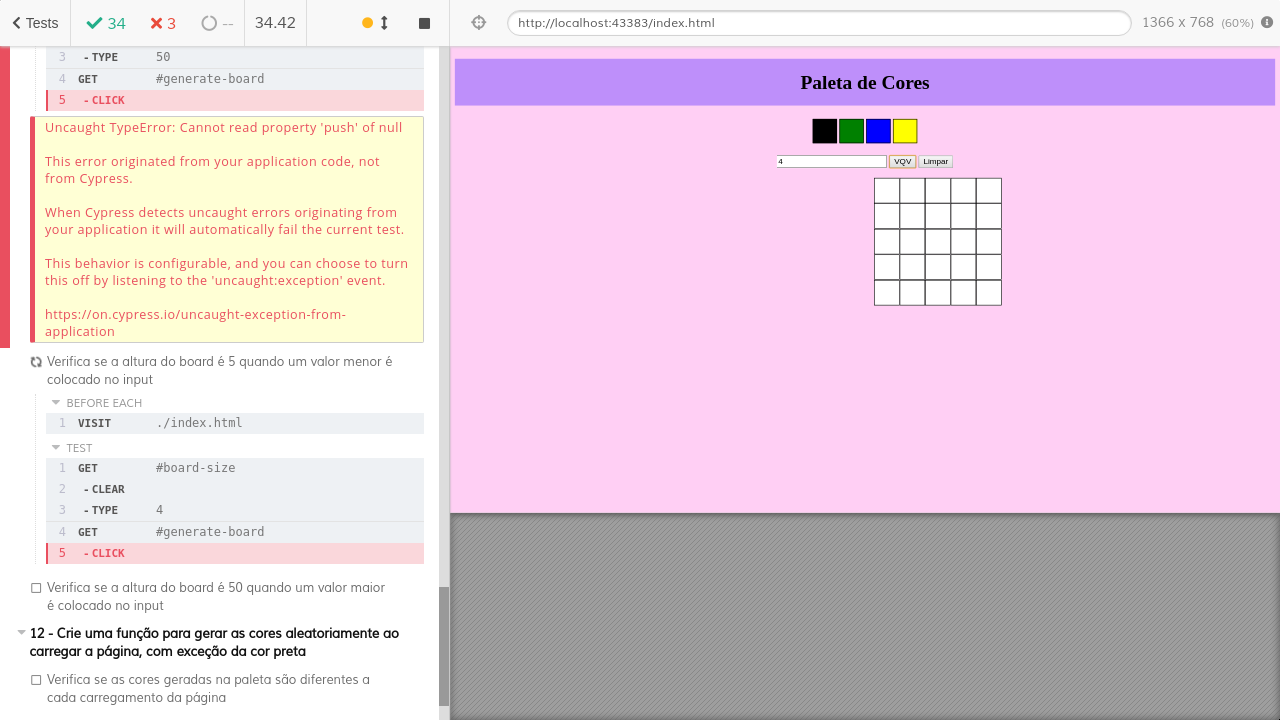 Tests
34
3
--
34.42
http://localhost:43383/index.html
1366 x 768 (60%)
3 - TYPE 50
4 GET #generate-board
5 - CLICK
Uncaught TypeError: Cannot read property 'push' of null
This error originated from your application code, not
from Cypress.
When Cypress detects uncaught errors originating from
your application it will automatically fail the current test.
This behavior is configurable, and you can choose to turn
this off by listening to the 'uncaught:exception' event.
https://on.cypress.io/uncaught-exception-from-
application
Verifica se a altura do board é 5 quando um valor menor é
colocado no input
BEFORE EACH
1 VISIT ./index.html
TEST
1 GET #board-size
2 - CLEAR
3 - TYPE 4
4 GET #generate-board
5 - CLICK
Verifica se a altura do board é 50 quando um valor maior
é colocado no input
12 - Crie uma função para gerar as cores aleatoriamente ao
carregar a página, com exceção da cor preta
Verifica se as cores geradas na paleta são diferentes a
cada carregamento da página
Paleta de Cores
4 VQV Limpar